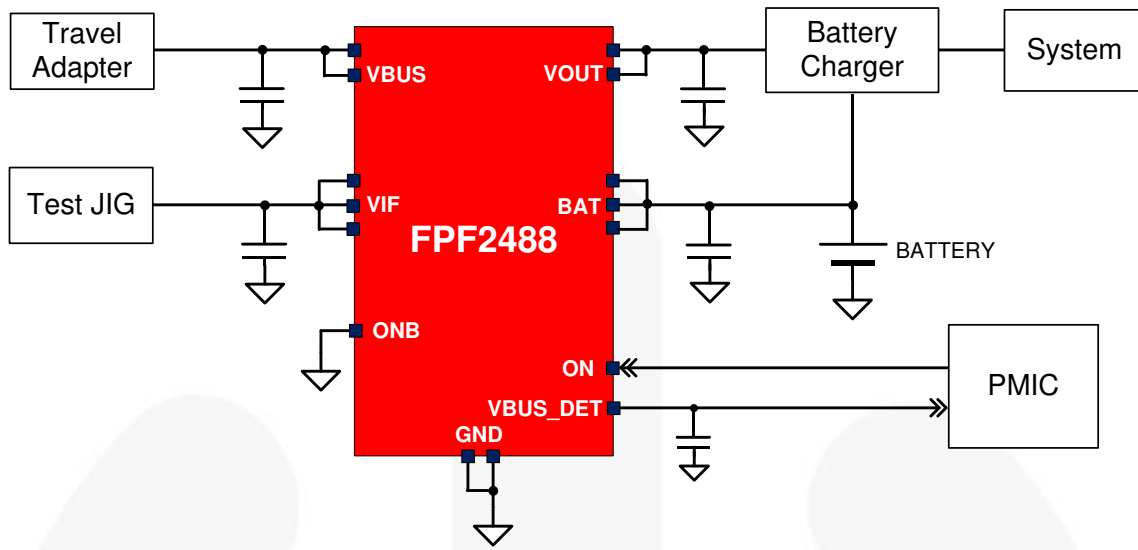 Travel
Adapter
VBUS
VOUT
Battery
Charger
System
Test JIG
VIF
BAT
FPF2488
BATTERY
ONB
ON
PMIC
VBUS_DET
GND